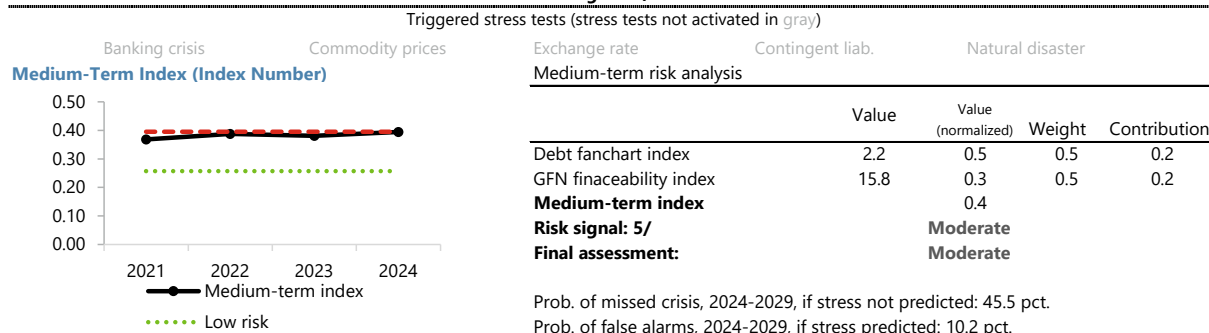 Triggered stress tests (stress tests not activated in gray)
Banking crisis Commodity prices Exchange rate Contingent liab. Natural disaster
Medium-Term Index (Index Number)
0.50
0.40
0.30
0.20
0.10
0.00
2021 2022 2023 2024
Medium-term index
Low risk
Medium-term risk analysis
Value Value (normalized) Weight Contribution
Debt fanchart index 2.2 0.5 0.5 0.2
GFN finaceability index 15.8 0.3 0.5 0.2
Medium-term index 0.4
Risk signal: 5/ Moderate
Final assessment: Moderate
Prob. of missed crisis, 2024-2029, if stress not predicted: 45.5 pct.
Prob. of false alarms, 2024-2029, if stress predicted: 10.2 pct.